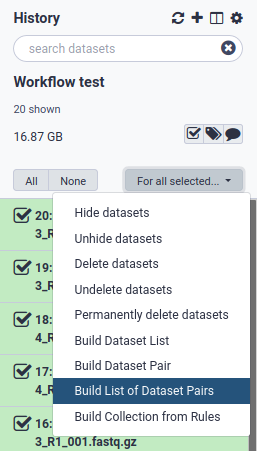 History
search datasets
Workflow test
20 shown
16.87 GB
All None For all selected...
20:
3_R
19:
3_R
18:
4_R
17:
4_R
16:
3_R1_001.fastq.gz
Hide datasets
Unhide datasets
Delete datasets
Undelete datasets
Permanently delete datasets
Build Dataset List
Build Dataset Pair
Build List of Dataset Pairs
Build Collection from Rules